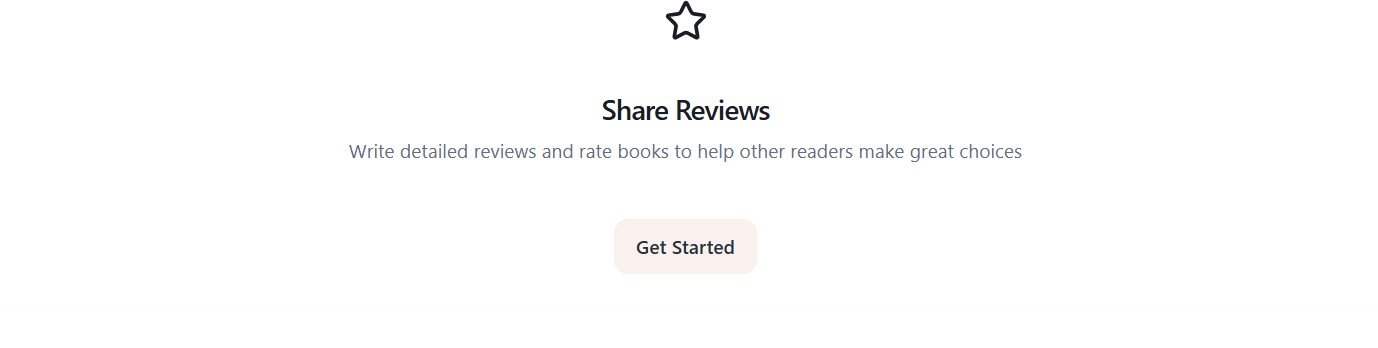 Share Reviews
Write detailed reviews and rate books to help other readers make great choices
Get Started